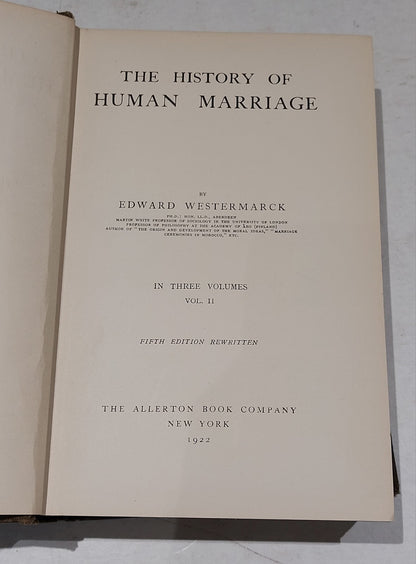 THE HISTORY OF
HUMAN MARRIAGE
BY
EDWARD WESTERMARCK
PH.D.; HON. LL.D., ABERDEEN
MARTIN WHITE PROFESSOR OF SOCIOLOGY IN THE UNIVERSITY OF LONDON
PROFESSOR OF PHILOSOPHY AT THE ACADEMY OF ÅBO (FINLAND)
AUTHOR OF "THE ORIGIN AND DEVELOPMENT OF THE MORAL IDEAS," "MARRIAGE
CEREMONIES IN MOROCCO," ETC.
IN THREE VOLUMES
VOL. II
FIFTH EDITION REWRITTEN
THE ALLERTON BOOK COMPANY
NEW YORK
1922